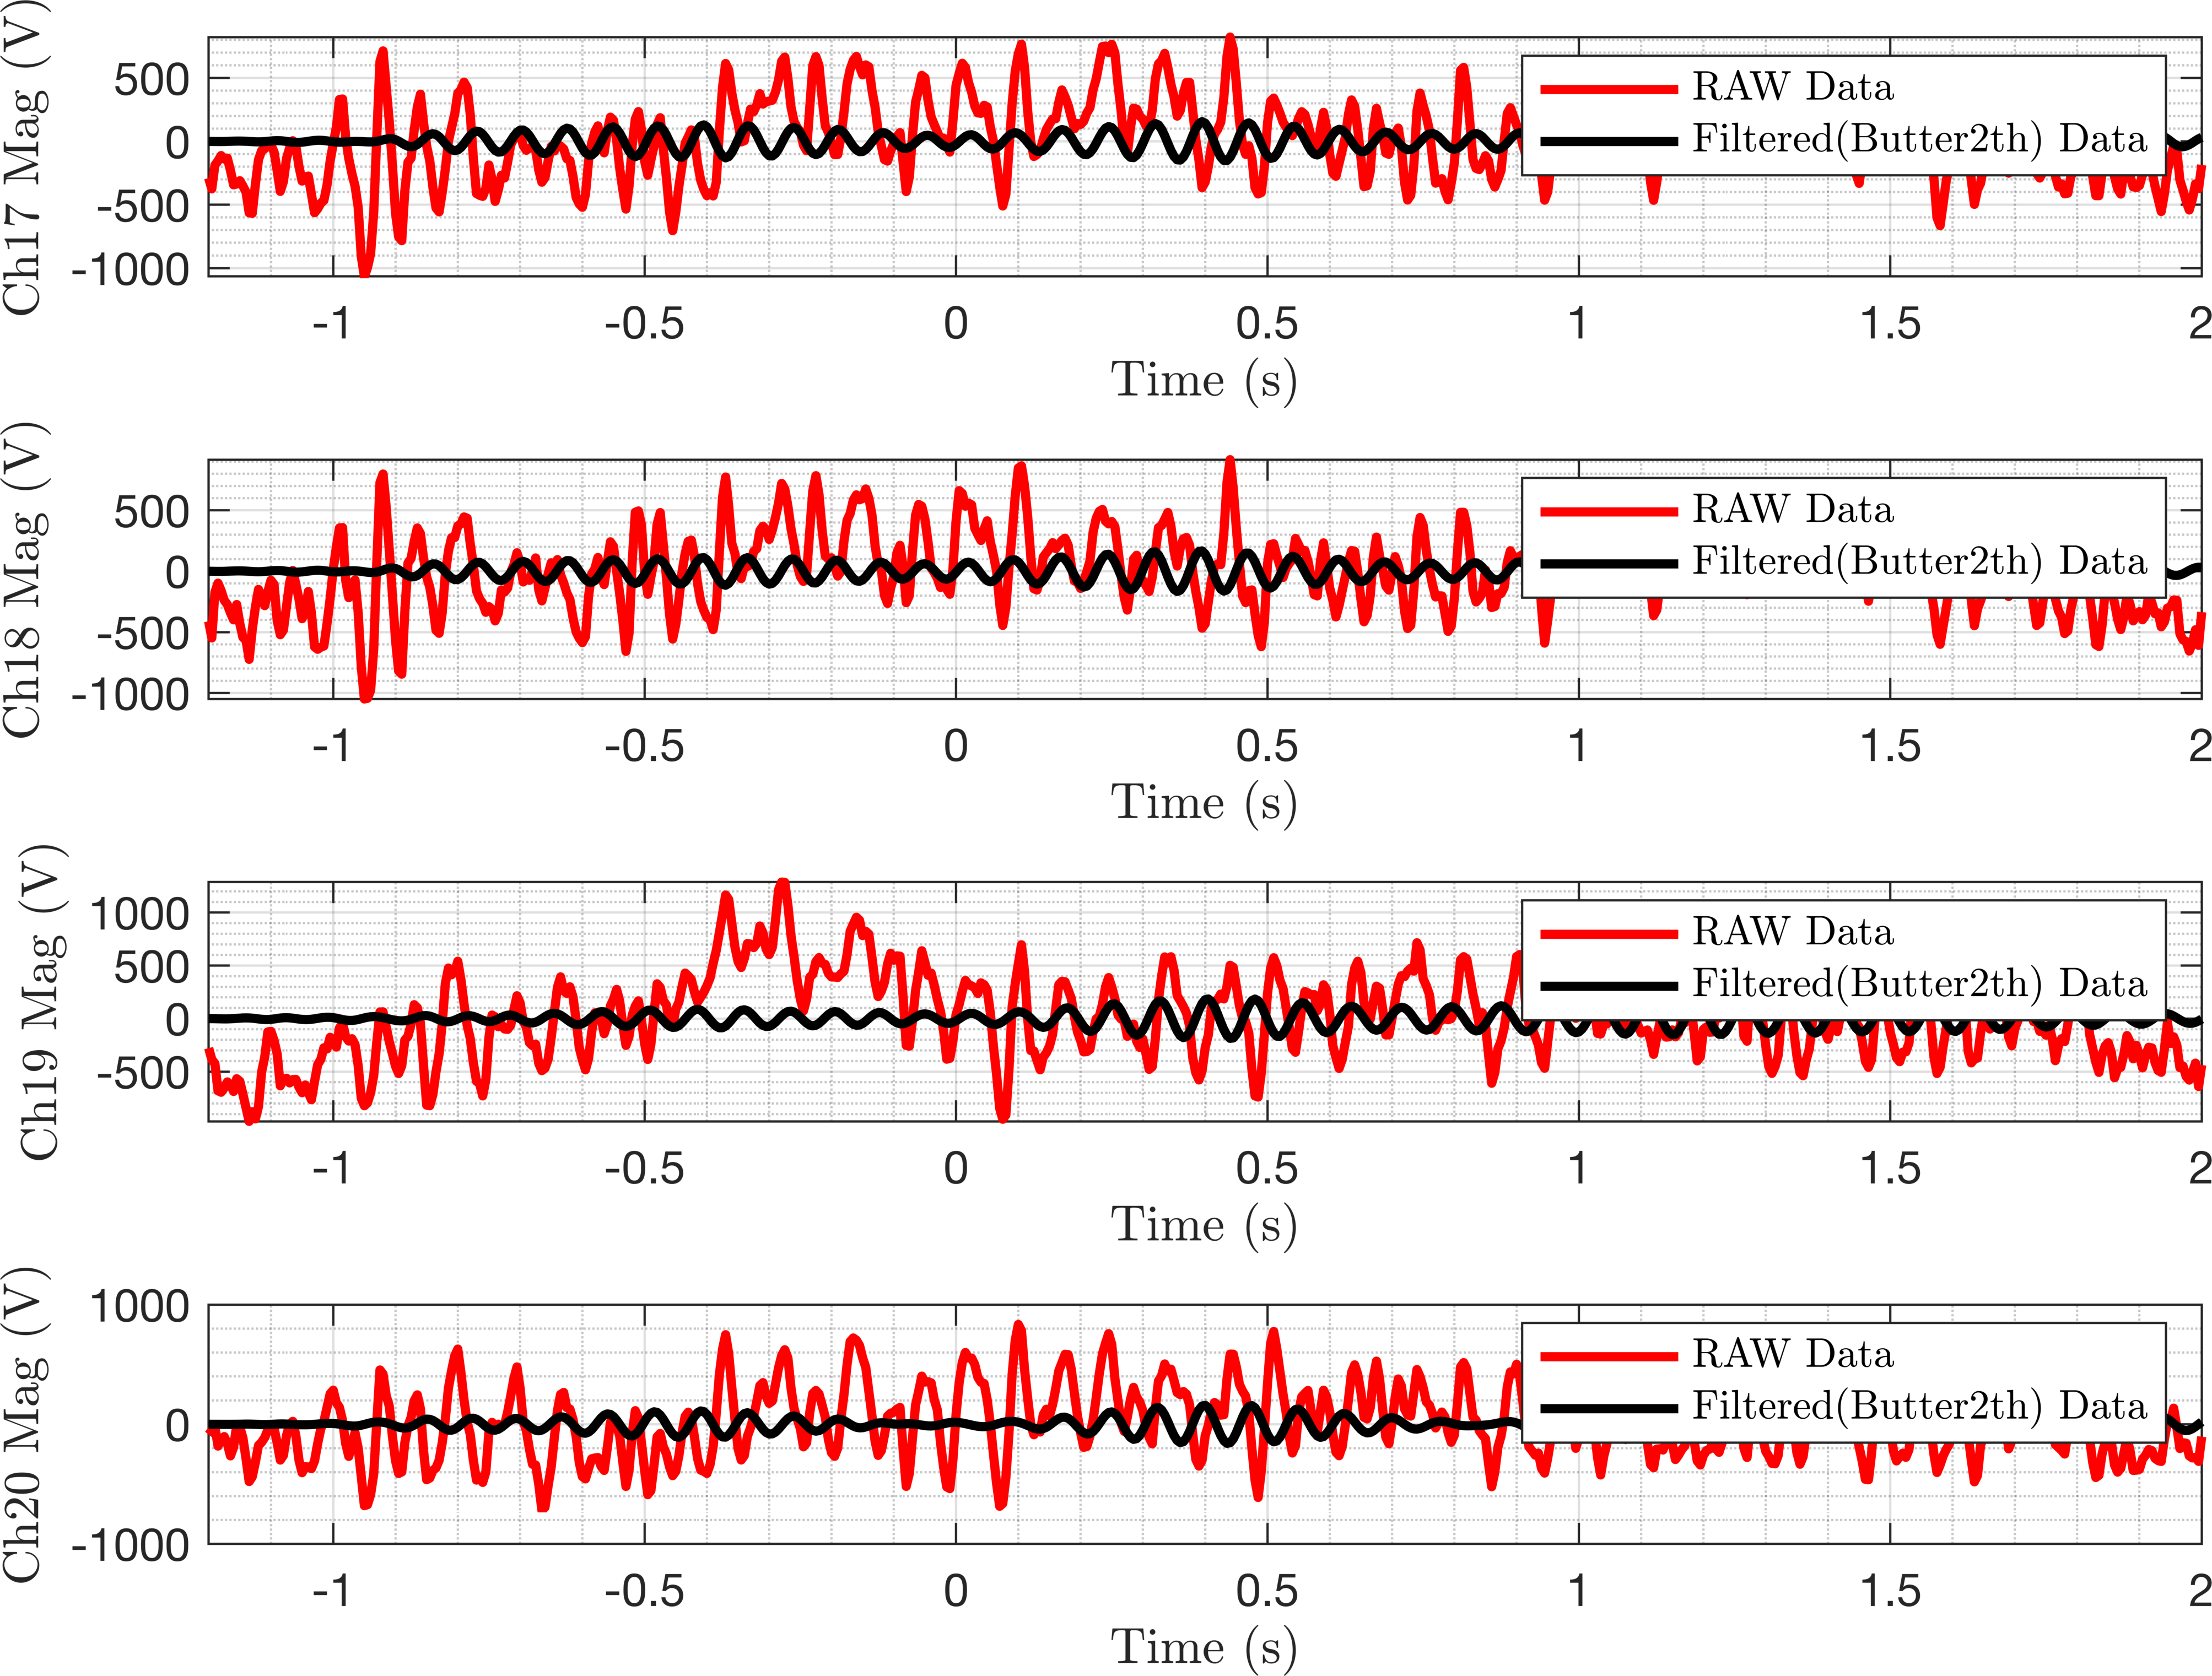 Ch17 Mag (V)
500
0
-500
-1000
RAW Data
Filtered(Butter2th) Data
-1 -0.5 0 0.5 1 1.5 2
Time (s)
Ch18 Mag (V)
500
0
-500
-1000
RAW Data
Filtered(Butter2th) Data
-1 -0.5 0 0.5 1 1.5 2
Time (s)
Ch19 Mag (V)
1000
500
0
-500
RAW Data
Filtered(Butter2th) Data
-1 -0.5 0 0.5 1 1.5 2
Time (s)
Ch20 Mag (V)
1000
0
-1000
RAW Data
Filtered(Butter2th) Data
-1 -0.5 0 0.5 1 1.5 2
Time (s)